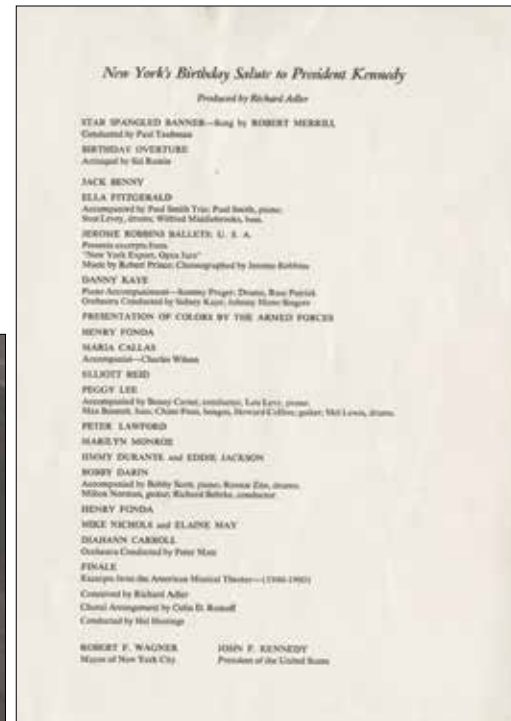 New York's Birthday Salute to President Kennedy
Produced by Richard Adler
STAR SPANGLED BANNER—Sung by ROBERT MERRILL
Conducted by Paul Taubman
BIRTHDAY OVERTURE
Arranged by Sid Ramin
JACK BENNY
ELLA FITZGERALD
Accompanied by Paul Smith Trio: Paul Smith, piano;
Stan Levey, drums; Wilfred Middlebrooks, bass.
JEROME ROBBINS BALLETS: U. S. A.
Presents excerpts from
"New York Export, Opus Jazz"
Music by Robert Prince; Choreographed by Jerome Robbins
DANNY KAYE
Piano Accompaniment—Sammy Prager; Drums,
Orchestra Conducted by Sidney Kaye; Johnny Mann Singers
PRESENTATION OF COLORS BY THE ARMED FORCES
HENRY FONDA
MARIA CALLAS
Accompanist—Charles Wilson
ELLIOTT REID
PEGGY LEE
Accompanied by Benny Carter, conductor; Lou Levy, piano;
Max Bennett, bass; Chino Pozo, bongos; Howard Collins, guitar; Mel Lewis, drums.
PETER LAWFORD
MARILYN MONROE
JIMMY DURANTE and EDDIE JACKSON
BOBBY DARIN
Accompanied by Bobby Scott, piano; Ronnie Zito, drums;
Milton Norman, guitar; Richard Behrke, conductor
HENRY FONDA
MIKE NICHOLS and ELAINE MAY
DIAHANN CARROLL
Orchestra Conducted by Peter Matz
FINALE
Excerpts from the American Musical Theater—
Conceived by Richard Adler
Choral Arrangement by Colin D. Romoff
Conducted by Hal Hastings
ROBERT F. WAGNER
Mayor of New York City
JOHN F. KENNEDY
President of the United States